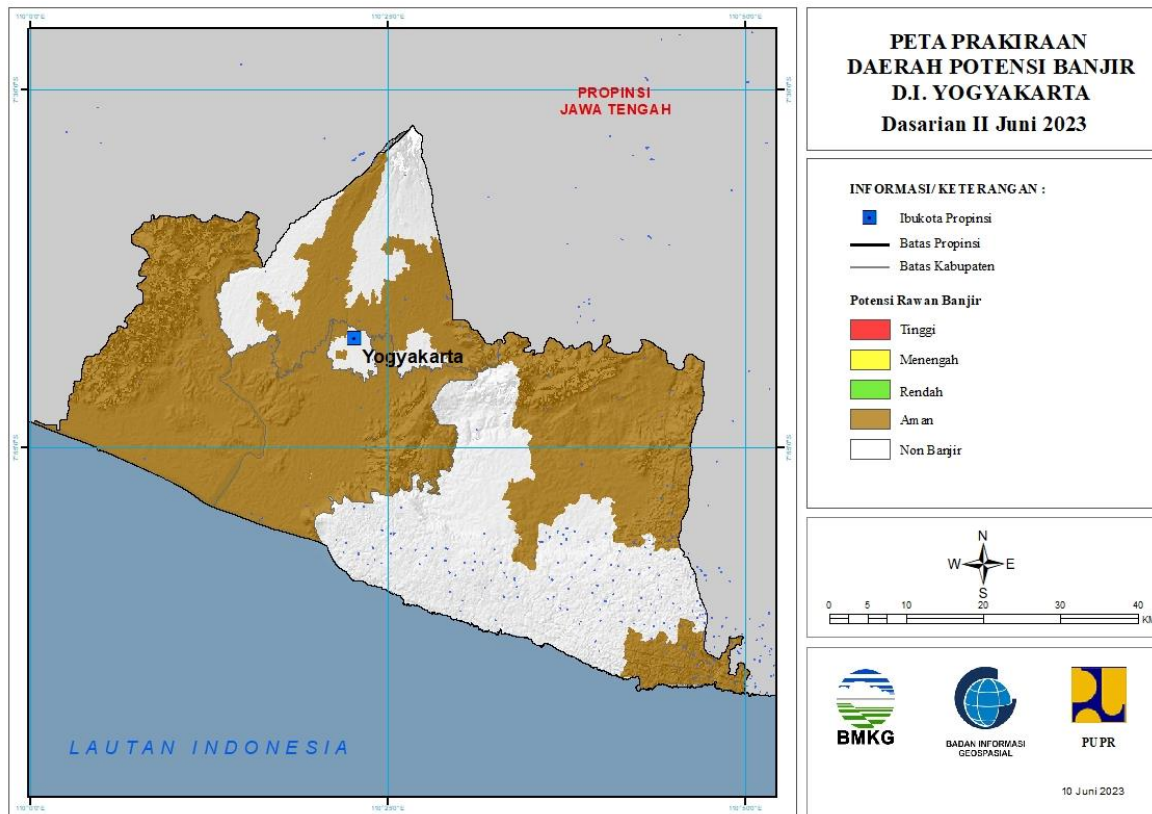 PETA PRAKIRAAN
DAERAH POTENSI BANJIR
D.I. YOGYAKARTA
Dasarian II Juni 2023
PROPINSI
JAWA TENGAH
Yogyakarta
LAUTAN INDONESIA
INFORMASI/ KETERANGAN :
Ibukota Propinsi
Batas Propinsi
Batas Kabupaten
Potensi Rawan Banjir
Tinggi
Menengah
Rendah
Aman
Non Banjir
N
W E
S
0 5 10 20 30 40
KM
BMKG
BADAN INFORMASI
GEOSPASIAL
PUPR
10 Juni 2023